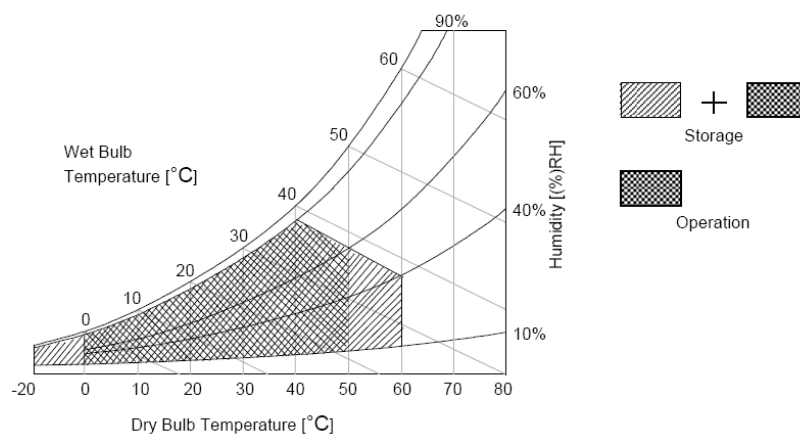 90%
60
60%
50
Wet Bulb
Temperature [°C]
40
30
20
10
0
40%
10%
Humidity [(%)RH]
-20 0 10 20 30 40 50 60 70 80
Dry Bulb Temperature [°C]
+
Storage
Operation